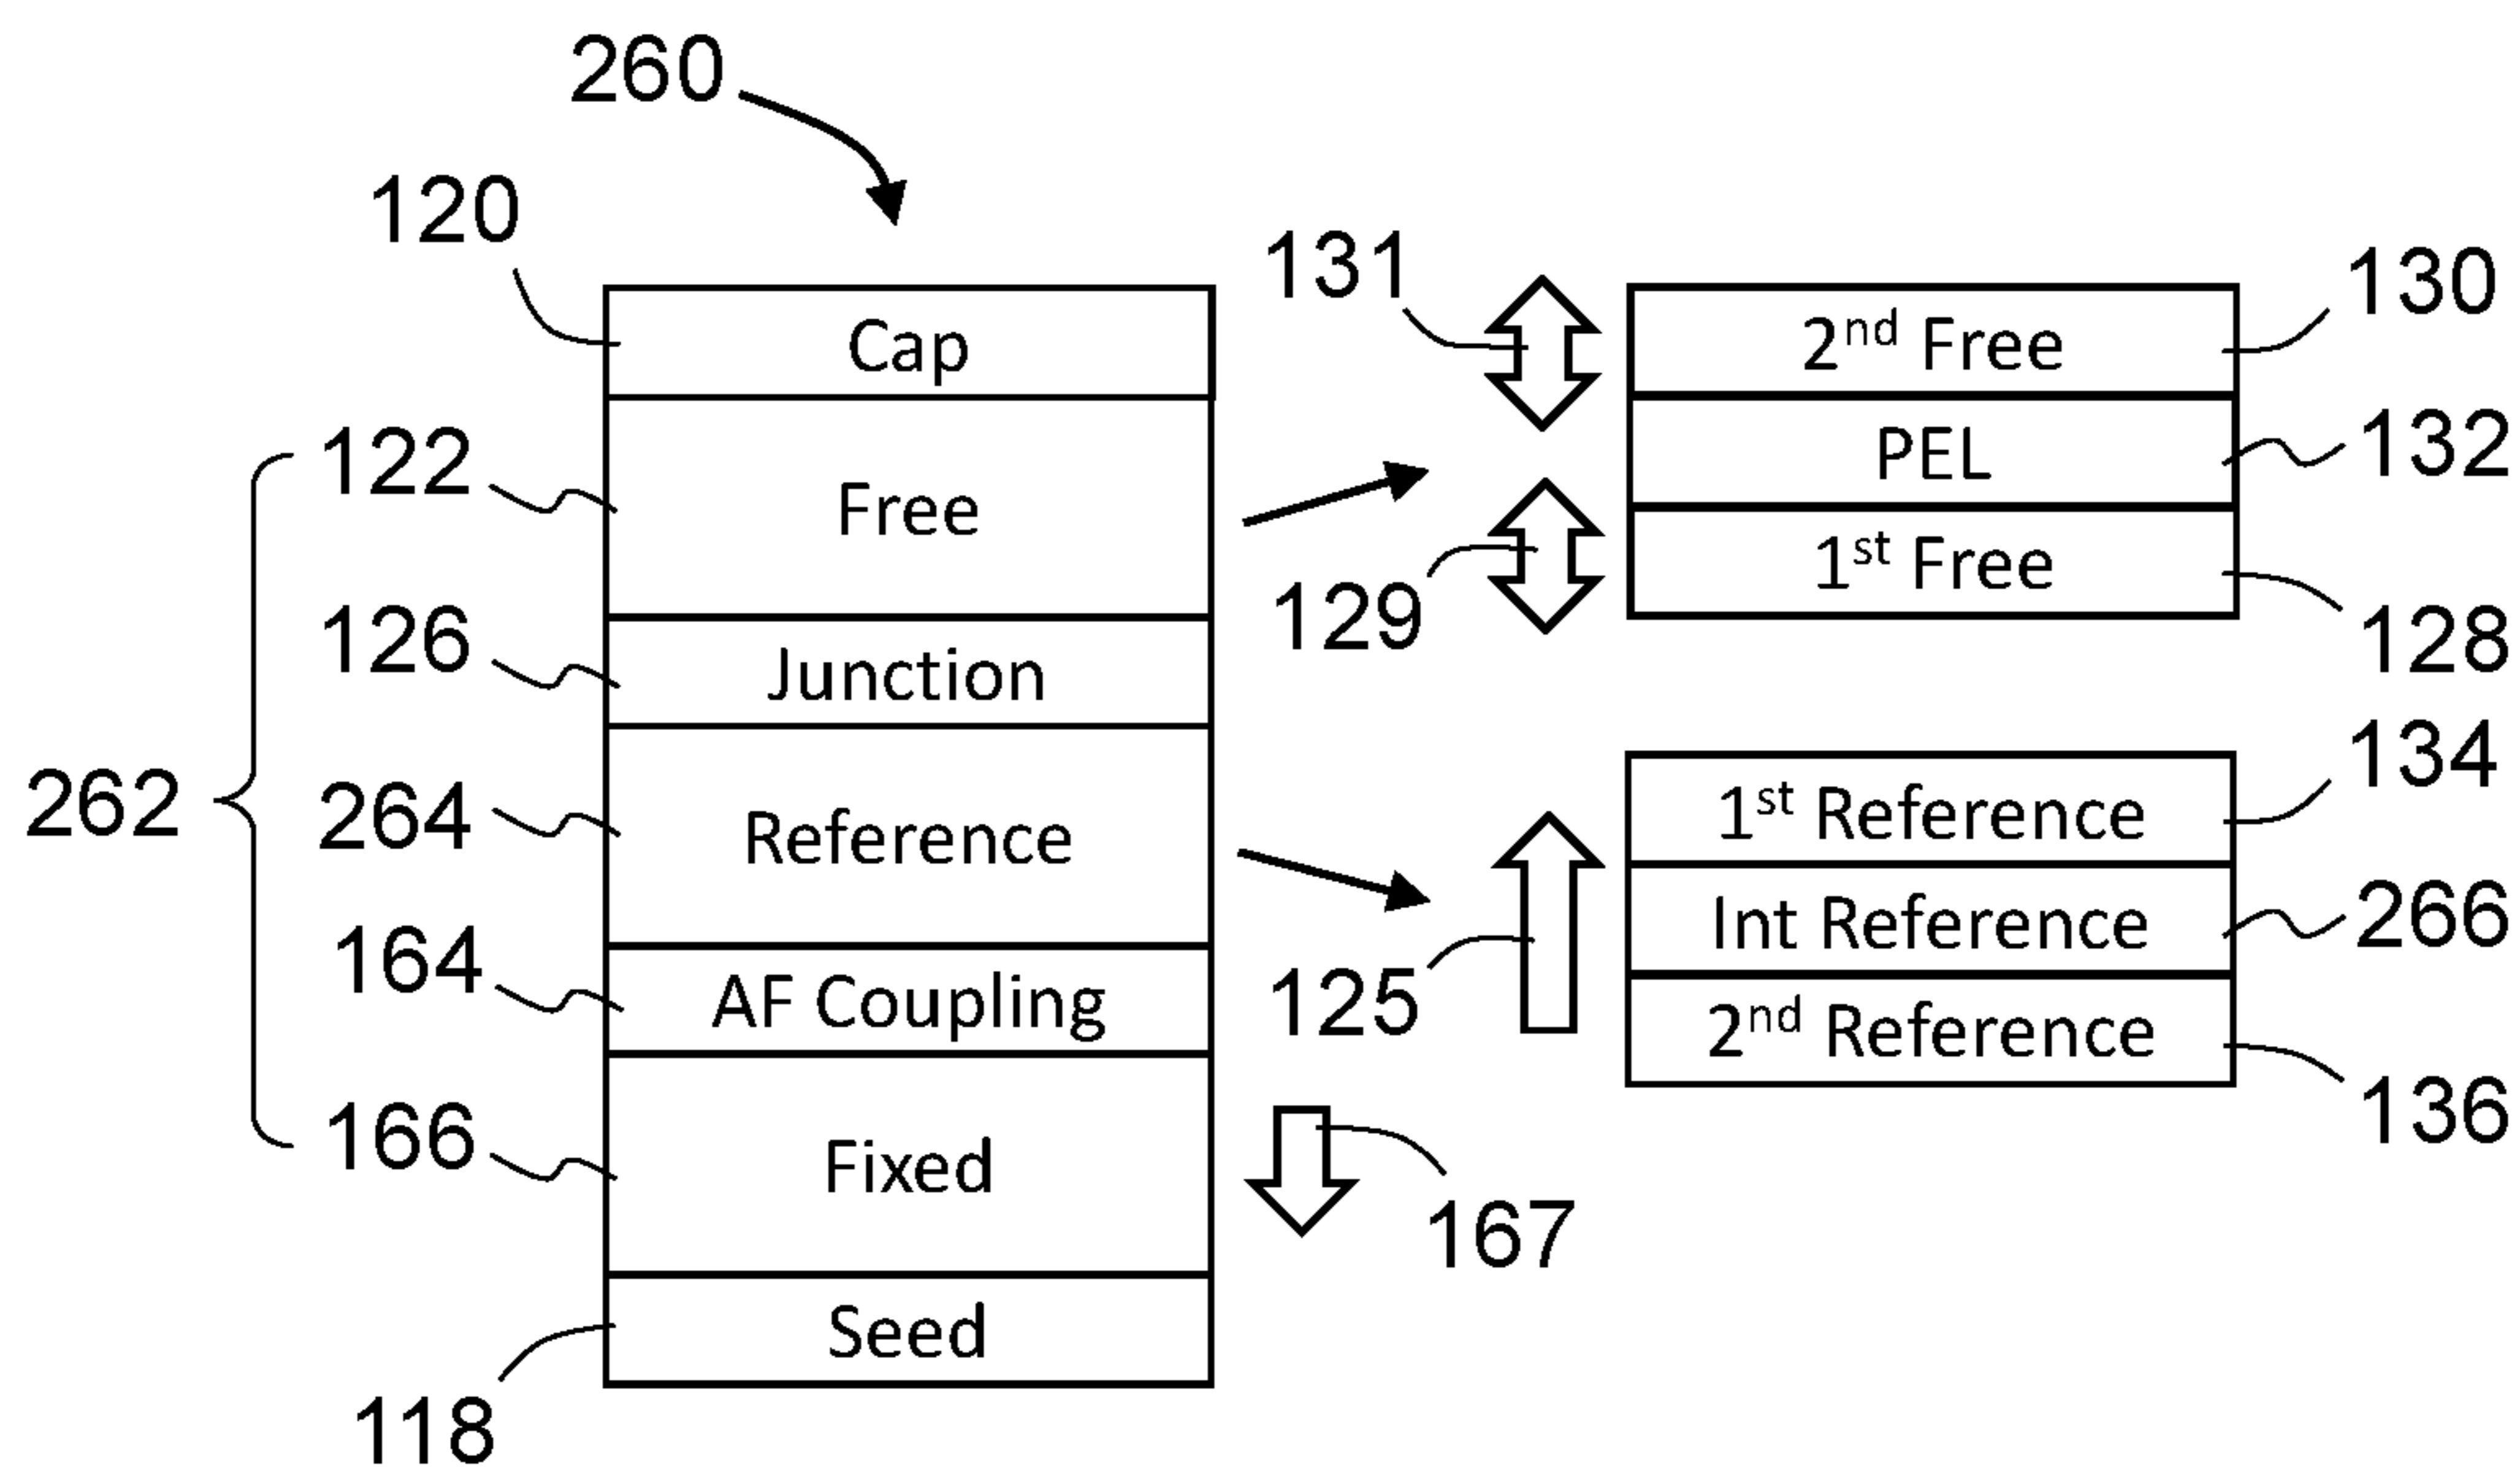 260
120
Cap
131
2nd Free
130
122
Free
PEL
132
129
1st Free
128
126
Junction
262
264
Reference
1st Reference
134
Int Reference
266
164
AF Coupling
125
2nd Reference
136
166
Fixed
167
Seed
118